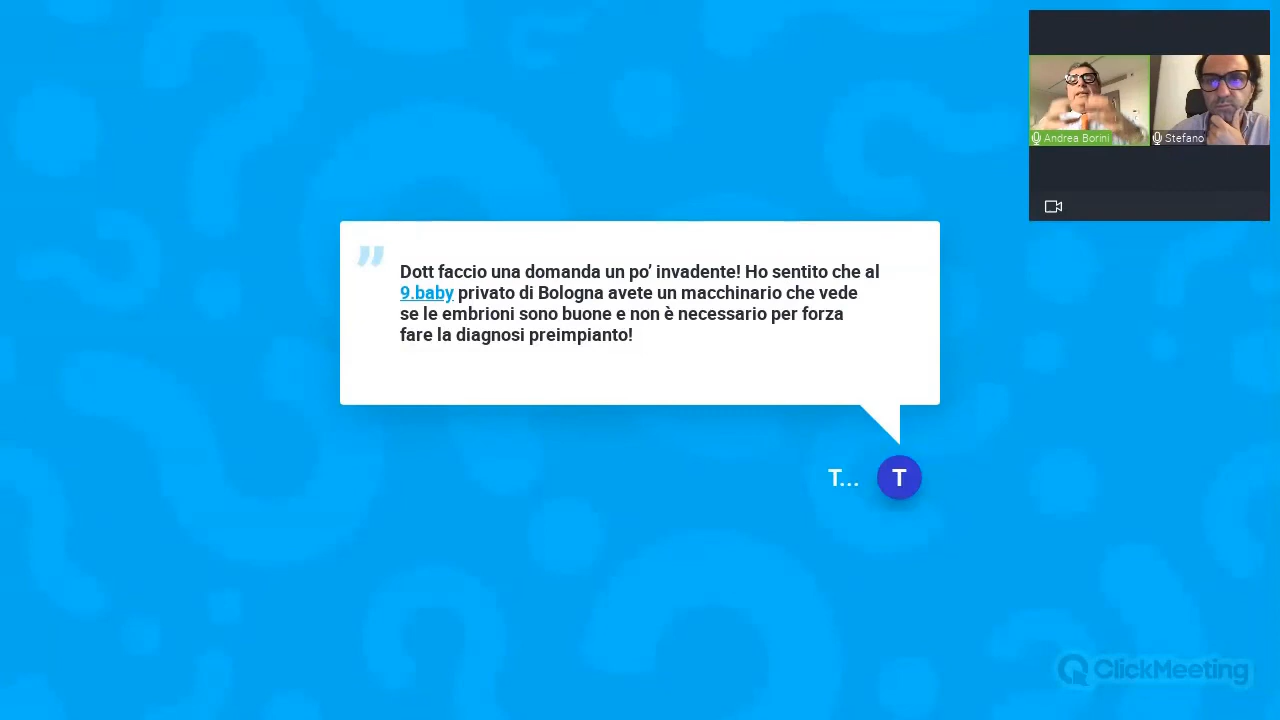 Andrea Borini
Stefano
”
Dott faccio una domanda un po’ invadente! Ho sentito che al
9.baby privato di Bologna avete un macchinario che vede
se le embrioni sono buone e non è necessario per forza
fare la diagnosi preimpianto!
T...
T
ClickMeeting